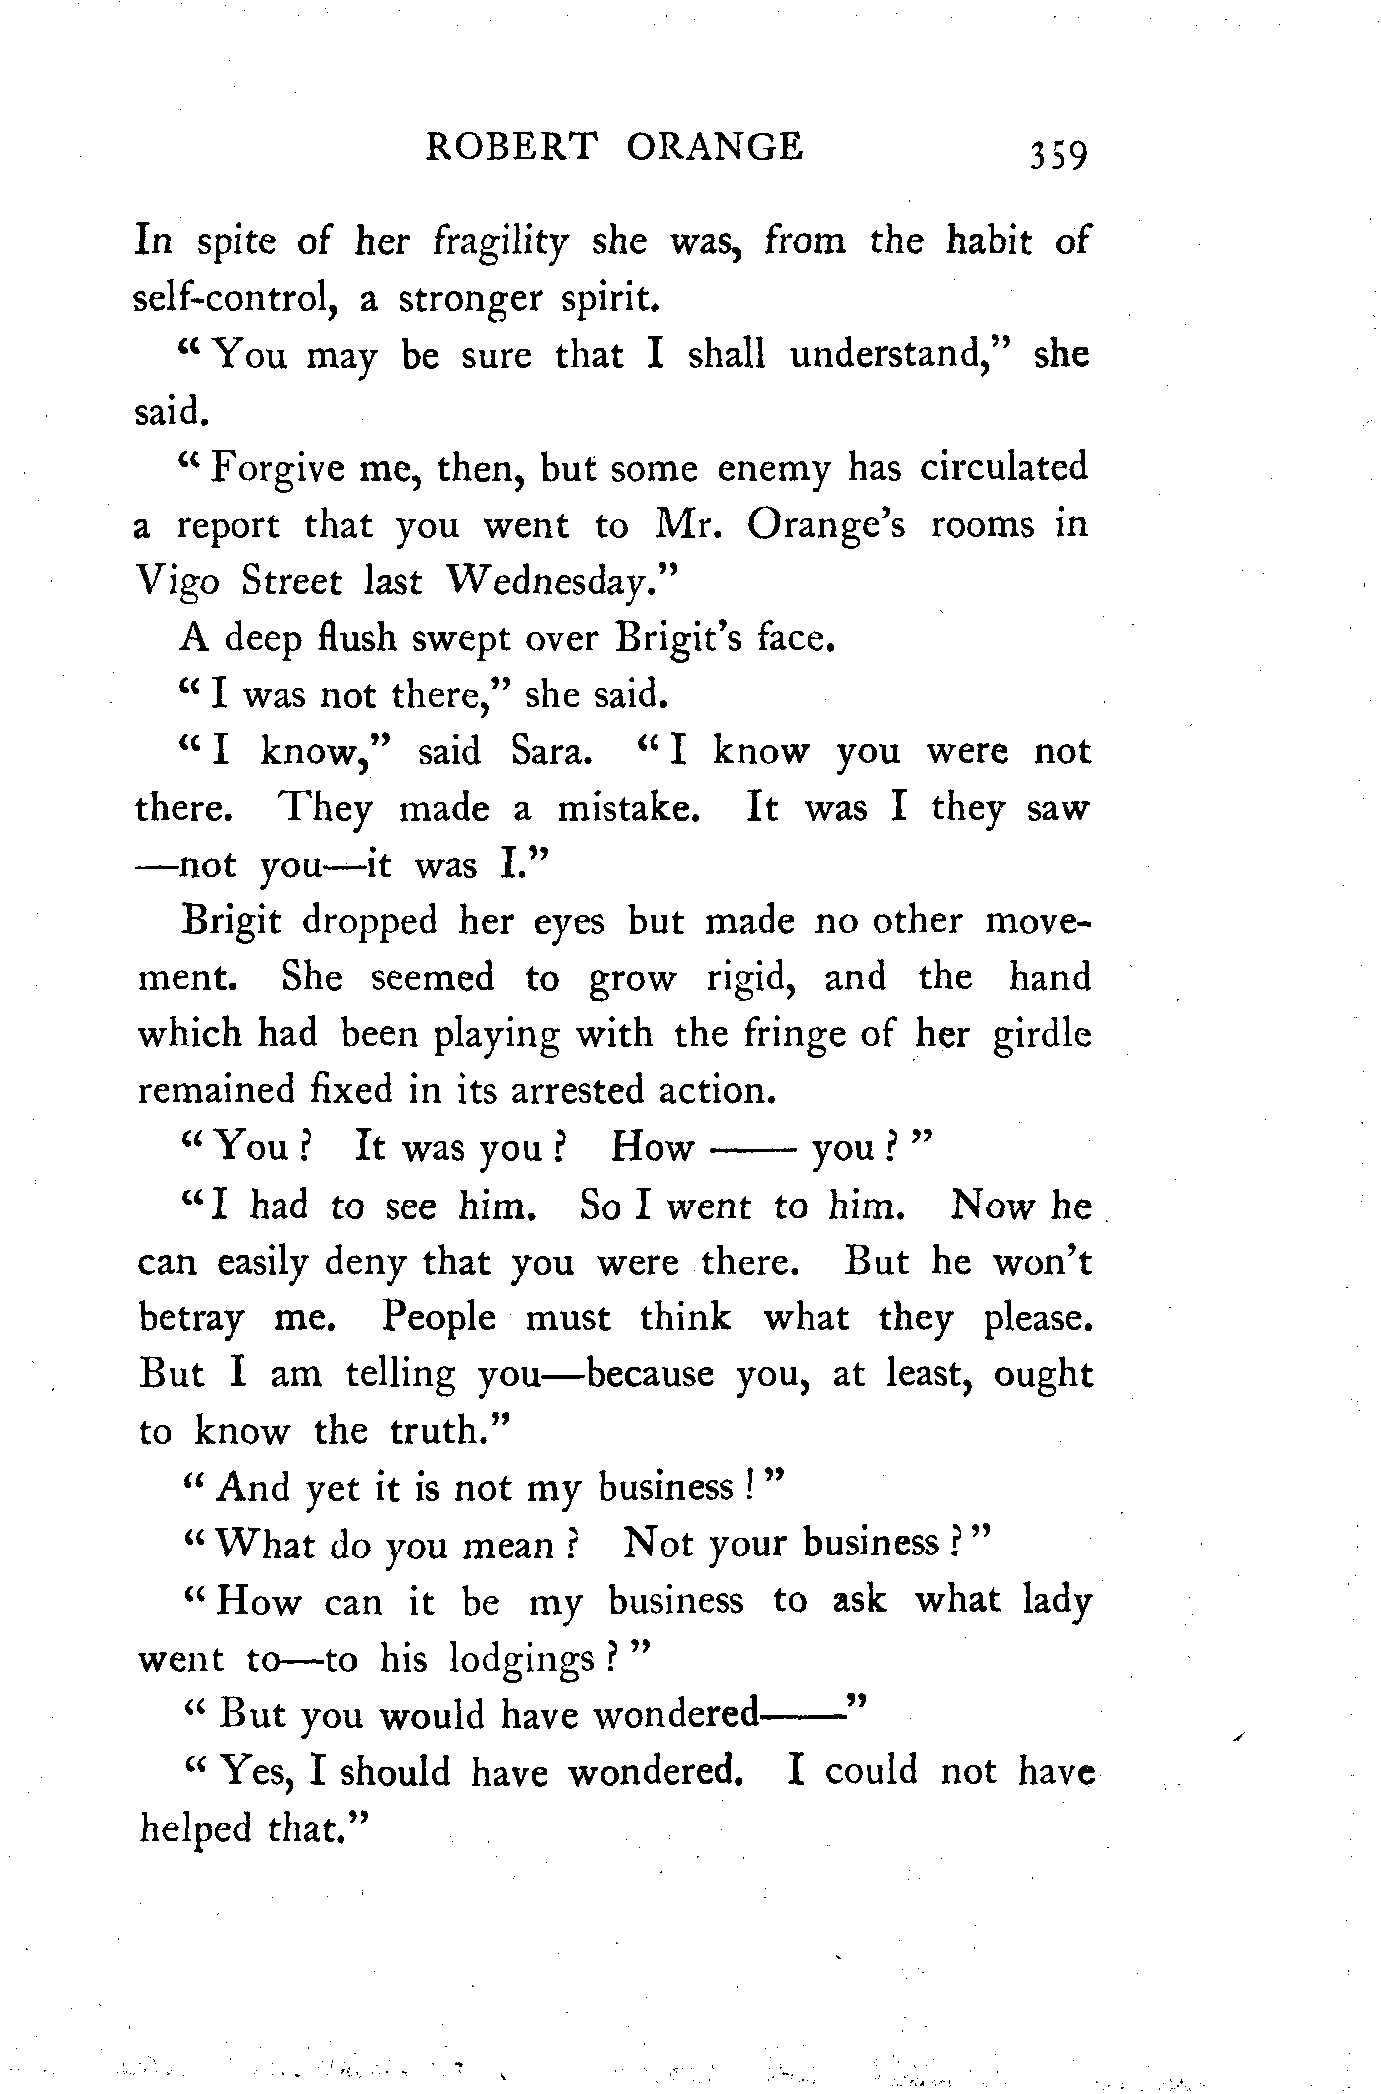 ROBERT ORANGE 359
In spite of her fragility she was, from the habit of
self-control, a stronger spirit.
“ You may be sure that I shall understand,” she
said.
“ Forgive me, then, but some enemy has circulated
a report that you went to Mr. Orange’s rooms in
Vigo Street last Wednesday.”
A deep flush swept over Brigit’s face.
“ I was not there,” she said.
“ I know,” said Sara. “ I know you were not
there. They made a mistake. It was I they saw
—not you—it was I.”
Brigit dropped her eyes but made no other move-
ment. She seemed to grow rigid, and the hand
which had been playing with the fringe of her girdle
remained fixed in its arrested action.
“ You ? It was you ? How —— you ? ”
“ I had to see him. So I went to him. Now he
can easily deny that you were there. But he won’t
betray me. People must think what they please.
But I am telling you—because you, at least, ought
to know the truth.”
“ And yet it is not my business ! ”
“ What do you mean ? Not your business ? ”
“ How can it be my business to ask what lady
went to—to his lodgings ? ”
“ But you would have wondered——”
“ Yes, I should have wondered. I could not have
helped that.”